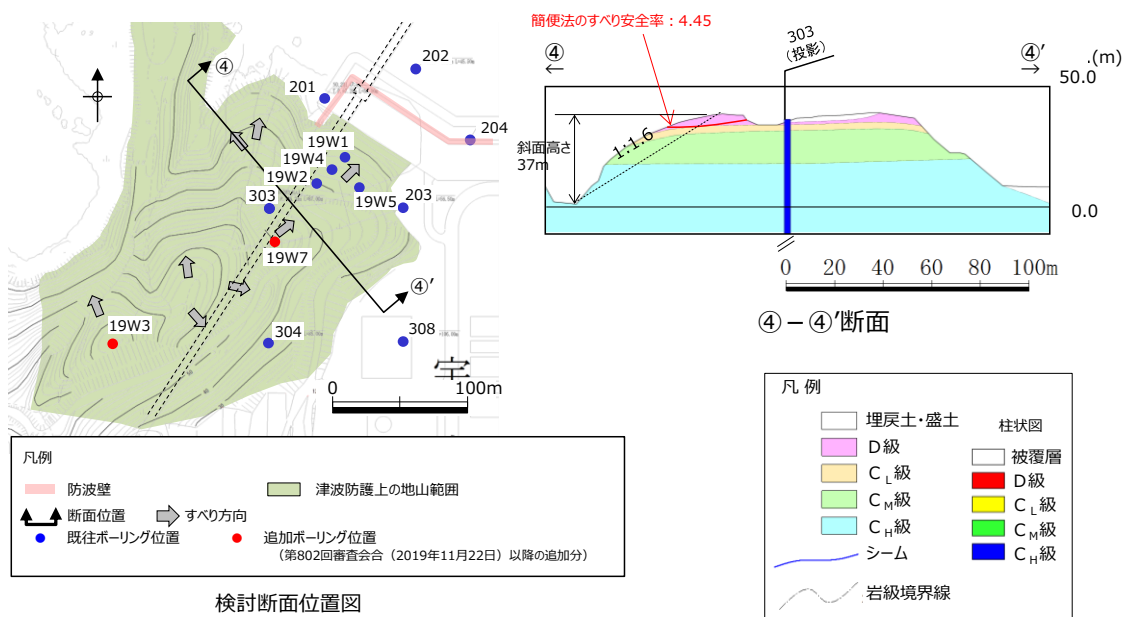 簡便法のすべり安全率：4.45
303
(投影)
④
④’
.(m)
50.0
0.0
斜面高さ
37m
1:1.6
0 20 40 60 80 100m
④－④’断面
④
④’
201
202
204
19W1
19W4
19W2
19W5
203
303
19W7
19W3
304
308
0
100m
凡例
防波壁
津波防護上の地山範囲
断面位置
すべり方向
既往ボーリング位置
追加ボーリング位置
（第802回審査会合（2019年11月22日）以降の追加分）
検討断面位置図
凡 例
埋戻土・盛土
Ｄ級
ＣL級
ＣM級
ＣH級
シーム
岩級境界線
柱状図
被覆層
Ｄ級
ＣL級
ＣM級
ＣH級